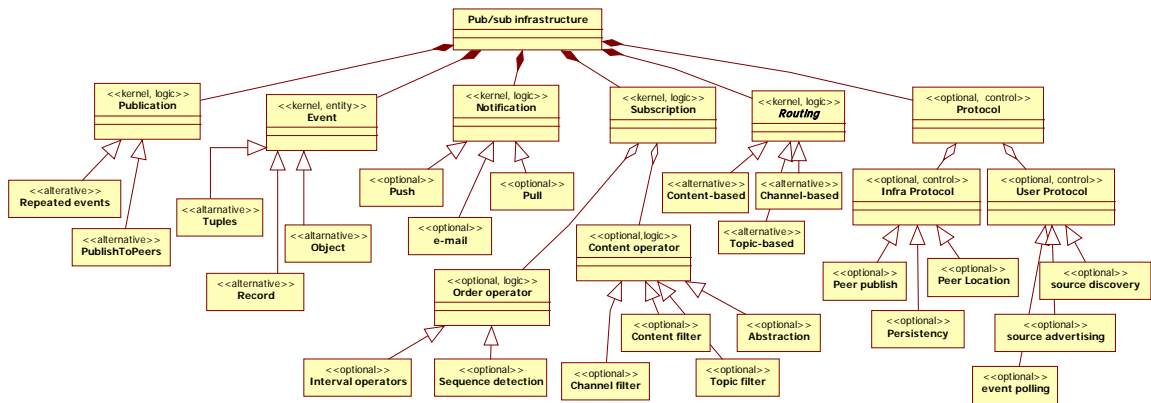 Pub/sub infrastructure
<<kernel, logic>>
Publication
<<kernel, entity>>
Event
<<kernel, logic>>
Notification
<<kernel, logic>>
Subscription
<<kernel, logic>>
Routing
<<optional, control>>
Protocol
<<alterative>>
Repeated events
<<alternative>>
PublishToPeers
<<altarnative>>
Tuples
<<alternative>>
Object
<<alternative>>
Record
<<optional>>
Push
<<optional>>
e-mail
<<optional>>
Pull
<<alternative>>
Content-based
<<alternative>>
Channel-based
<<alternative>>
Topic-based
<<optional, control>>
Infra Protocol
<<optional, control>>
User Protocol
<<optional, logic>>
Order operator
<<optional,logic>>
Content operator
<<optional>>
Peer publish
<<optional>>
Peer Location
<<optional>>
Persistency
<<optional>>
source discovery
<<optional>>
source advertising
<<optional>>
event polling
<<optional>>
Interval operators
<<optional>>
Sequence detection
<<optional>>
Channel filter
<<optional>>
Content filter
<<optional>>
Topic filter
<<optional>>
Abstraction